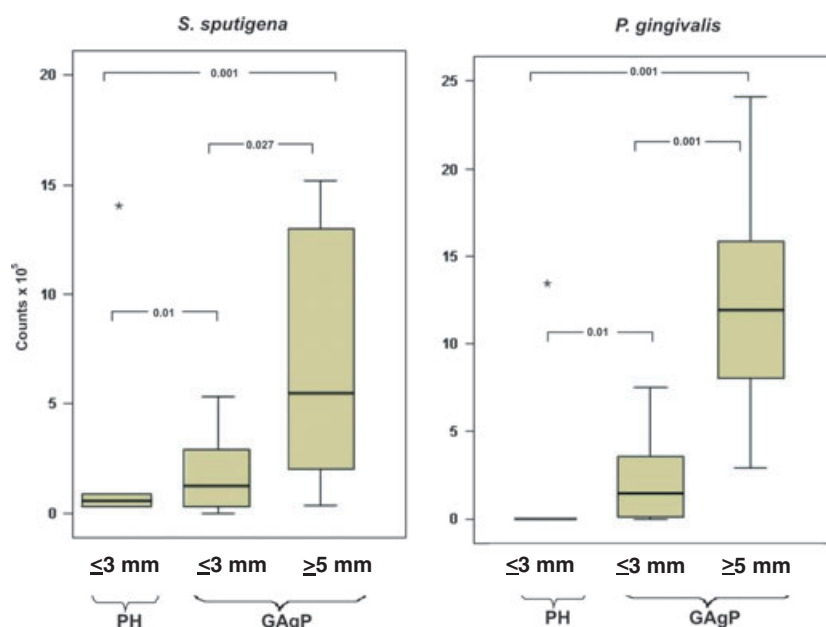 S. sputigena
P. gingivalis
Counts x 10⁵
20
15
10
5
0
0.001
0.027
0.01
≤3 mm ≤3 mm ≥5 mm
PH GAgP
25
20
15
10
5
0
0.001
0.001
0.01
≤3 mm ≤3 mm ≥5 mm
PH GAgP